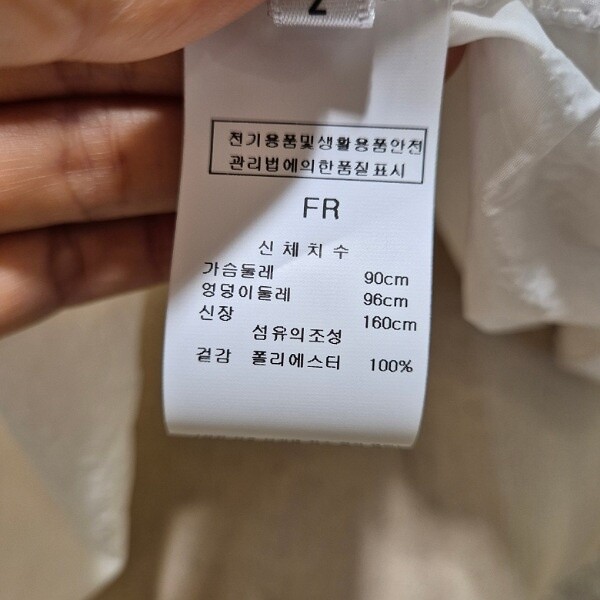 전기용품및생활용품안전
관리법에의한품질표시
FR
신체치수
가슴둘레 90cm
엉덩이둘레 96cm
신장 160cm
섬유의조성
겉감 폴리에스터 100%